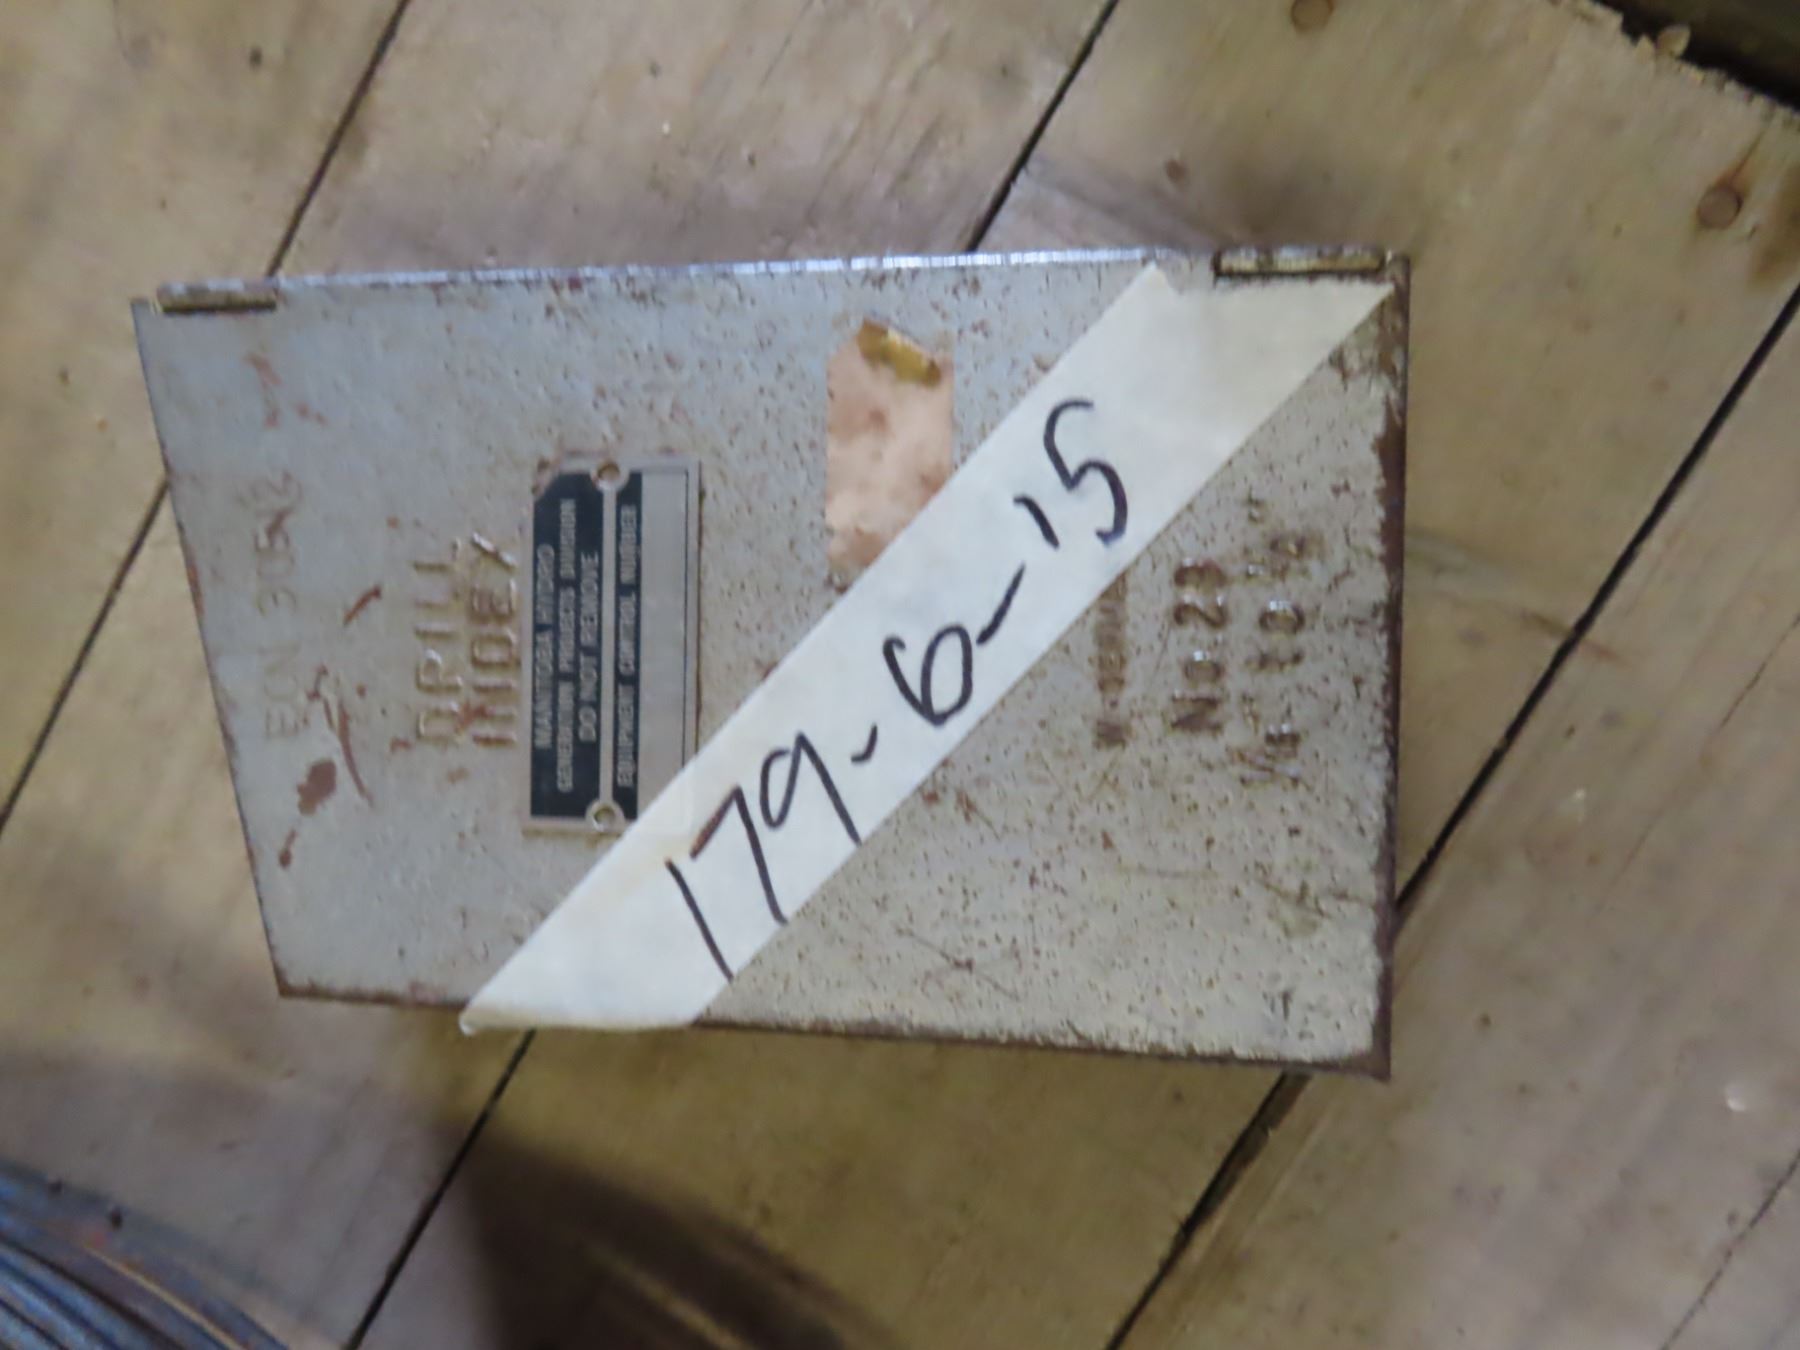 DRILL
INDEX
MANITOBA HYDRO
GENERATION PROJECTS DIVISION
DO NOT REMOVE
EQUIPMENT CONTROL NUMBER
179-6-15
No. 29